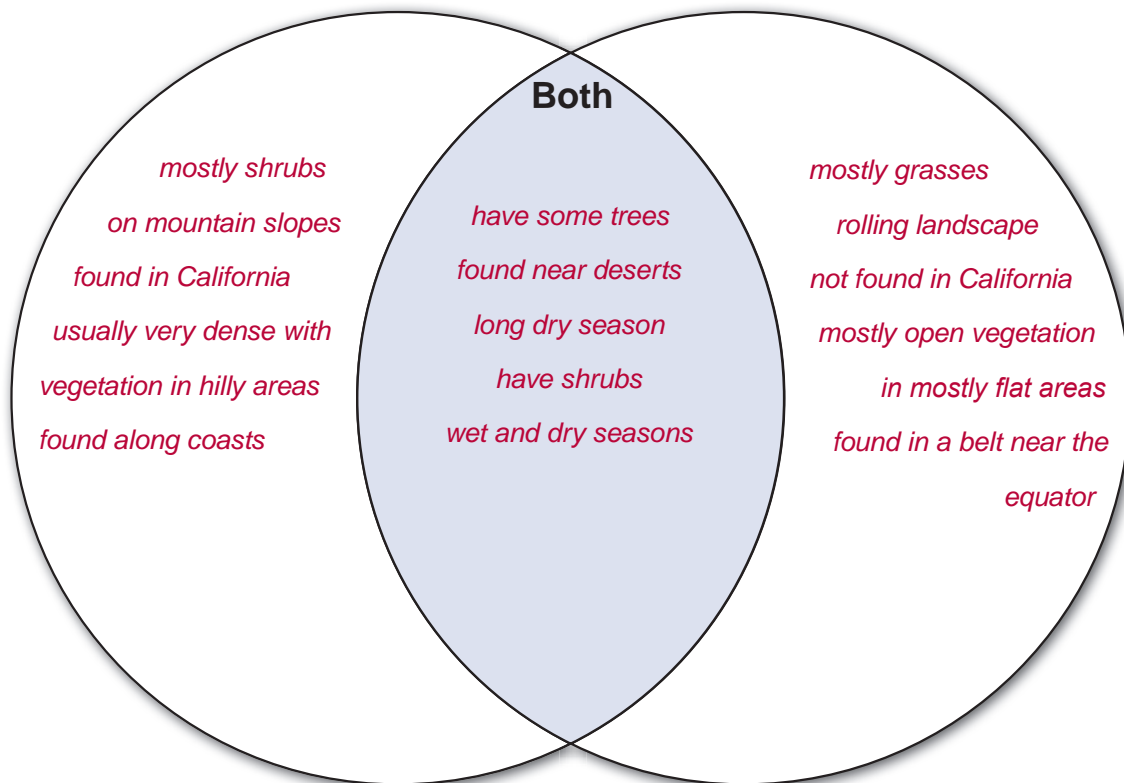 Both
mostly shrubs
on mountain slopes
found in California
usually very dense with
vegetation in hilly areas
found along coasts
have some trees
found near deserts
long dry season
have shrubs
wet and dry seasons
mostly grasses
rolling landscape
not found in California
mostly open vegetation
in mostly flat areas
found in a belt near the
equator